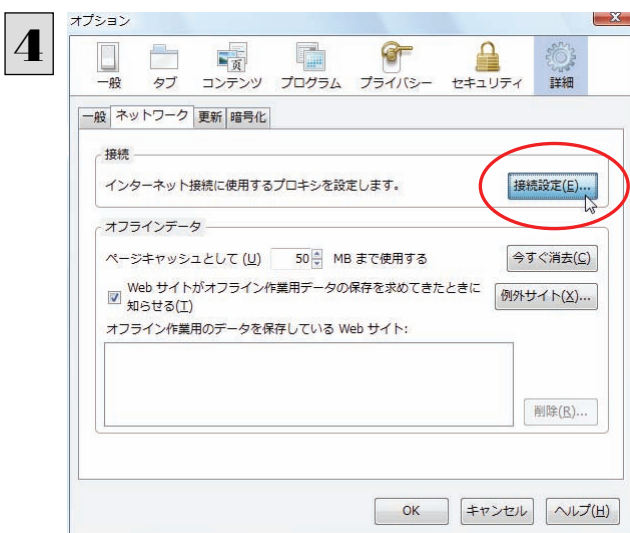 4
オプション
一般 タブ コンテンツ プログラム プライバシー セキュリティ 詳細
一般 ネットワーク 更新 暗号化
接続
インターネット接続に使用するプロキシを設定します。 接続設定(E)...
オフラインデータ
ページキャッシュとして (U) 50 MB まで使用する 今すぐ消去(C)
Web サイトがオフライン作業用データの保存を求めてきたときに
知らせる(T) 例外サイト(X)...
オフライン作業用のデータを保存している Web サイト:
削除(R)...
OK キャンセル ヘルプ(H)